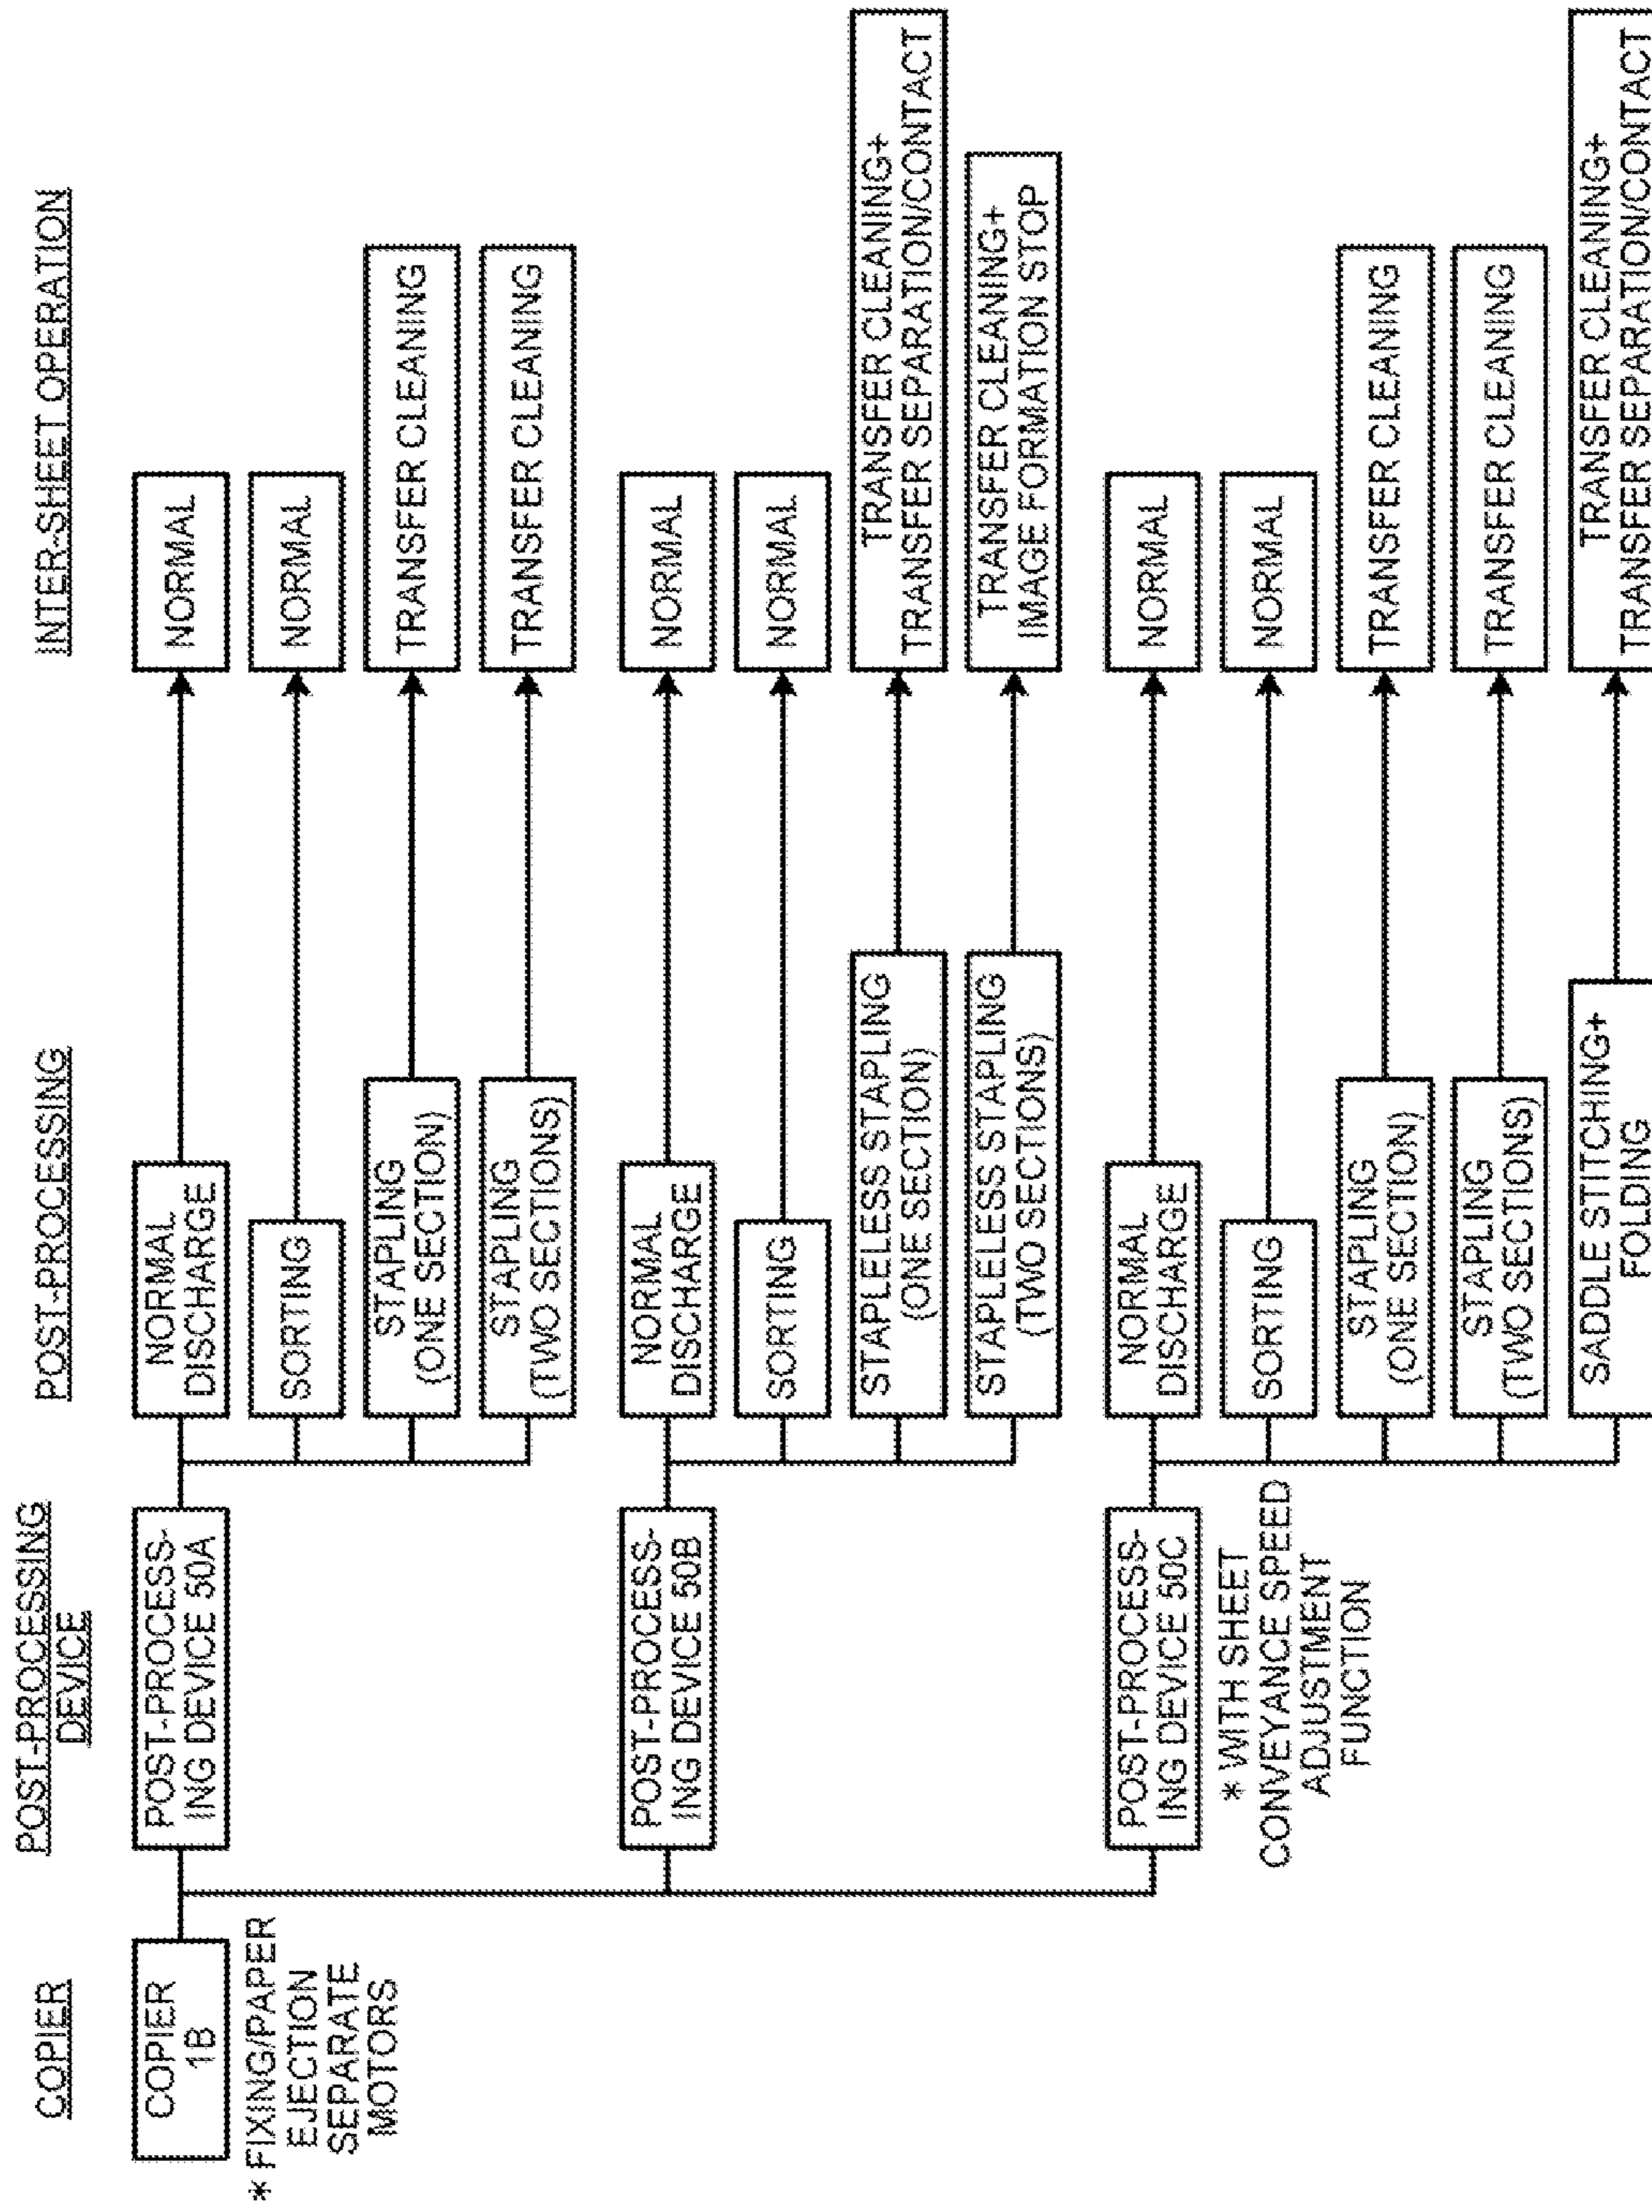 COPIER
POST-PROCESSING
DEVICE
POST-PROCESSING
INTER-SHEET OPERATION
COPIER
1B
* FIXING/PAPER
EJECTION
SEPARATE
MOTORS
POST-PROCESS-
ING DEVICE 50A
NORMAL
DISCHARGE
NORMAL
SORTING
NORMAL
STAPLING
(ONE SECTION)
TRANSFER CLEANING
STAPLING
(TWO SECTIONS)
TRANSFER CLEANING
POST-PROCESS-
ING DEVICE 50B
NORMAL
DISCHARGE
NORMAL
SORTING
NORMAL
STAPLELESS STAPLING
(ONE SECTION)
TRANSFER CLEANING+
TRANSFER SEPARATION/CONTACT
STAPLELESS STAPLING
(TWO SECTIONS)
TRANSFER CLEANING+
IMAGE FORMATION STOP
POST-PROCESS-
ING DEVICE 50C
* WITH SHEET
CONVEYANCE SPEED
ADJUSTMENT
FUNCTION
NORMAL
DISCHARGE
NORMAL
SORTING
NORMAL
STAPLING
(ONE SECTION)
TRANSFER CLEANING
STAPLING
(TWO SECTIONS)
TRANSFER CLEANING
SADDLE STITCHING+
FOLDING
TRANSFER CLEANING+
TRANSFER SEPARATION/CONTACT